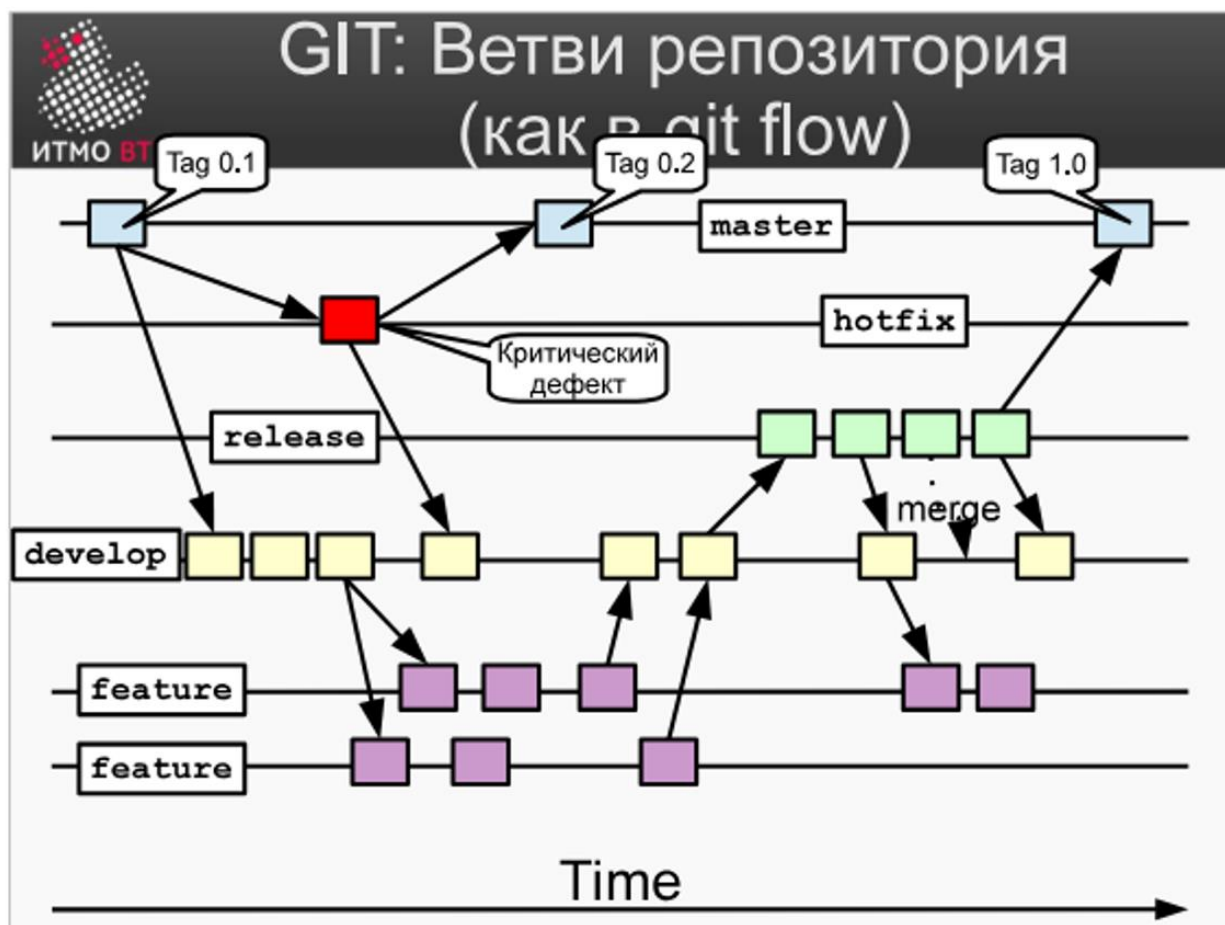 GIT: Ветви репозитория
(как в git flow)
ИТМО ВТ
Tag 0.1
Tag 0.2
Tag 1.0
master
hotfix
Критический
дефект
release
merge
develop
feature
feature
Time